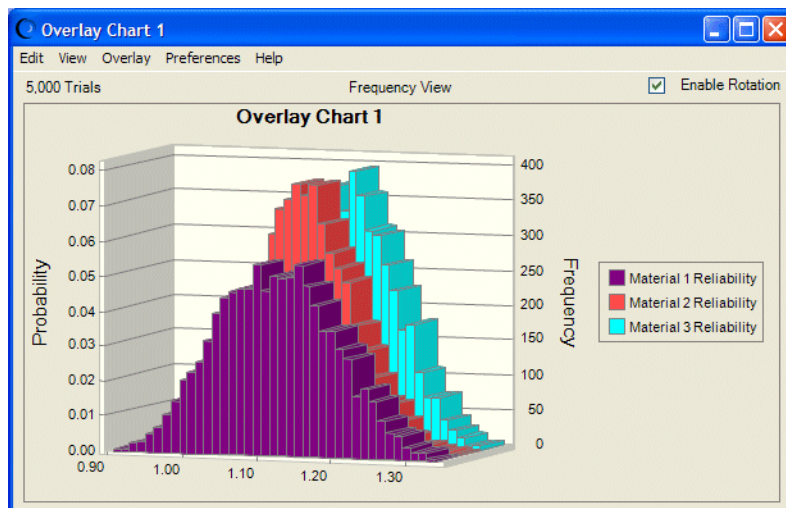 Overlay Chart 1
Edit View Overlay Preferences Help
5,000 Trials Frequency View Enable Rotation
Overlay Chart 1
0.08
0.07
0.06
0.05
0.04
0.03
0.02
0.01
0.00
Probability
0.90 1.00 1.10 1.20 1.30
400
350
300
250
200
150
100
50
0
Frequency
Material 1 Reliability
Material 2 Reliability
Material 3 Reliability